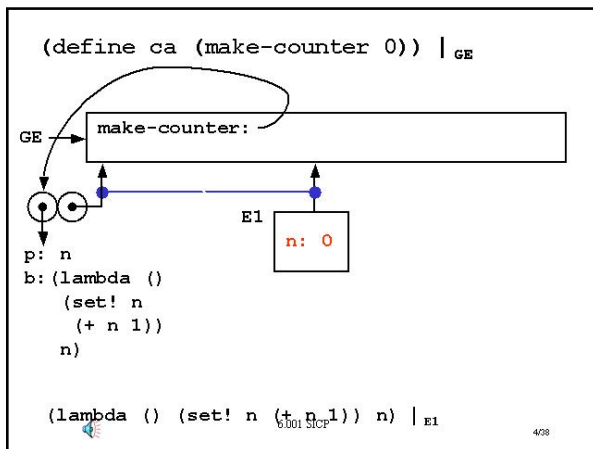 (define ca (make-counter 0)) | GE
make-counter:
GE
E1
n: 0
p: n
b: (lambda ()
(set! n
(+ n 1))
n)
(lambda () (set! n (+ n 1)) n) | E1
6.001 SICP
4/38